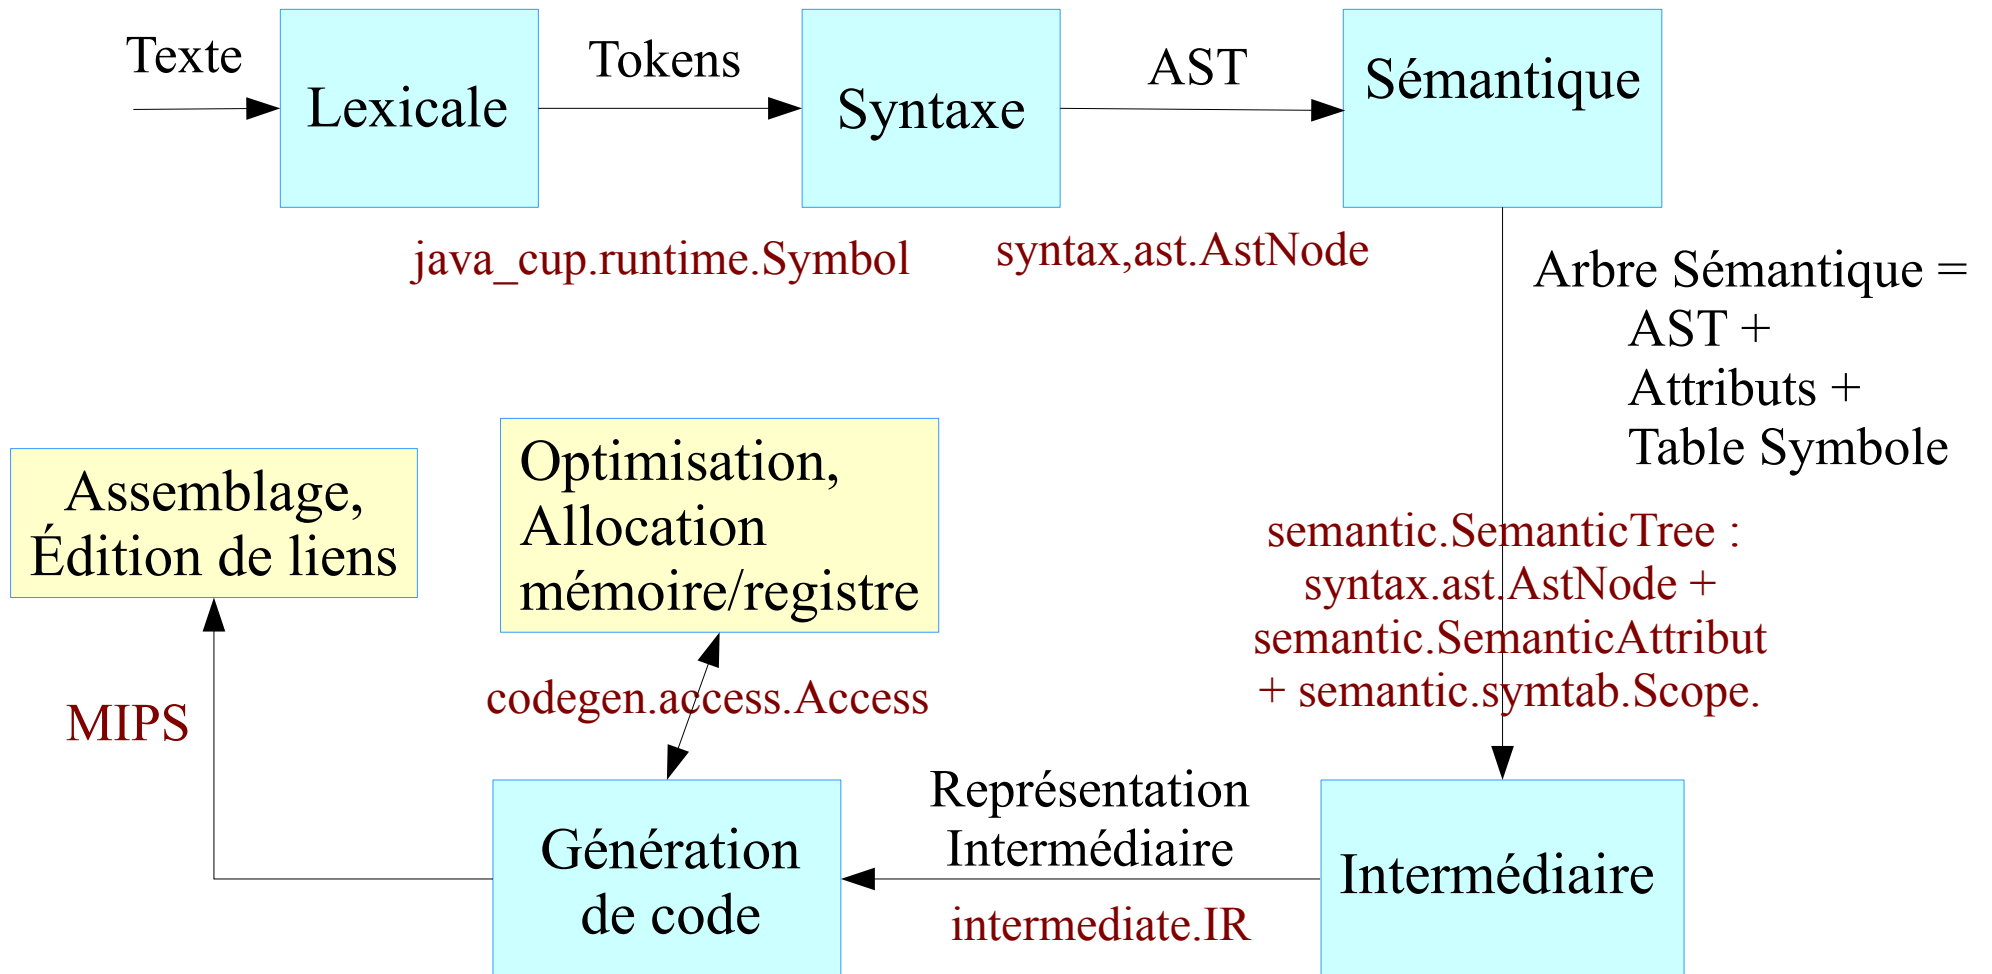 Texte
Lexicale
Tokens
Syntaxe
AST
Sémantique
java_cup.runtime.Symbol
syntax,ast.AstNode
Arbre Sémantique =
AST +
Attributs +
Table Symbole
semantic.SemanticTree :
syntax.ast.AstNode +
semantic.SemanticAttribut
+ semantic.symtab.Scope.
Assemblage,
Édition de liens
Optimisation,
Allocation
mémoire/registre
MIPS
codegen.access.Access
Génération
de code
Représentation
Intermédiaire
intermediate.IR
Intermédiaire